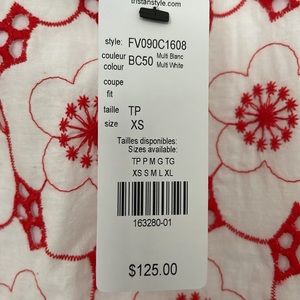 tristanstyle.com
style: FV090C1608
couleur BC50 Multi Blanc
colour Multi White
coupe
fit
taille TP
size XS
Tailles disponibles:
Sizes available:
TP P M G TG
XS S M L XL
163280-01
$125.00